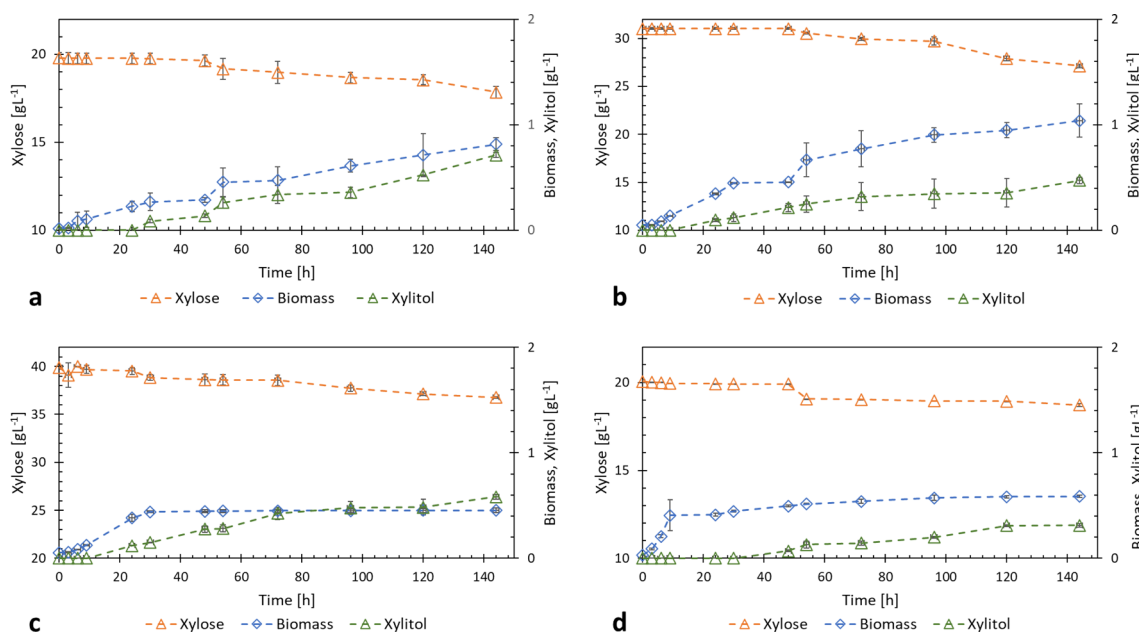 Xylose [gL⁻¹]
20
15
10
2
1
0
Biomass, Xylitol [gL⁻¹]
0 20 40 60 80 100 120 140
Time [h]
a
Xylose Biomass Xylitol
Xylose [gL⁻¹]
30
25
20
15
10
2
1
0
Biomass, Xylitol [gL⁻¹]
0 20 40 60 80 100 120 140
Time [h]
b
Xylose Biomass Xylitol
Xylose [gL⁻¹]
40
35
30
25
20
2
1
0
Biomass, Xylitol [gL⁻¹]
0 20 40 60 80 100 120 140
Time [h]
c
Xylose Biomass Xylitol
Xylose [gL⁻¹]
20
15
10
2
1
0
Biomass, Xylitol [gL⁻¹]
0 20 40 60 80 100 120 140
Time [h]
d
Xylose Biomass Xylitol